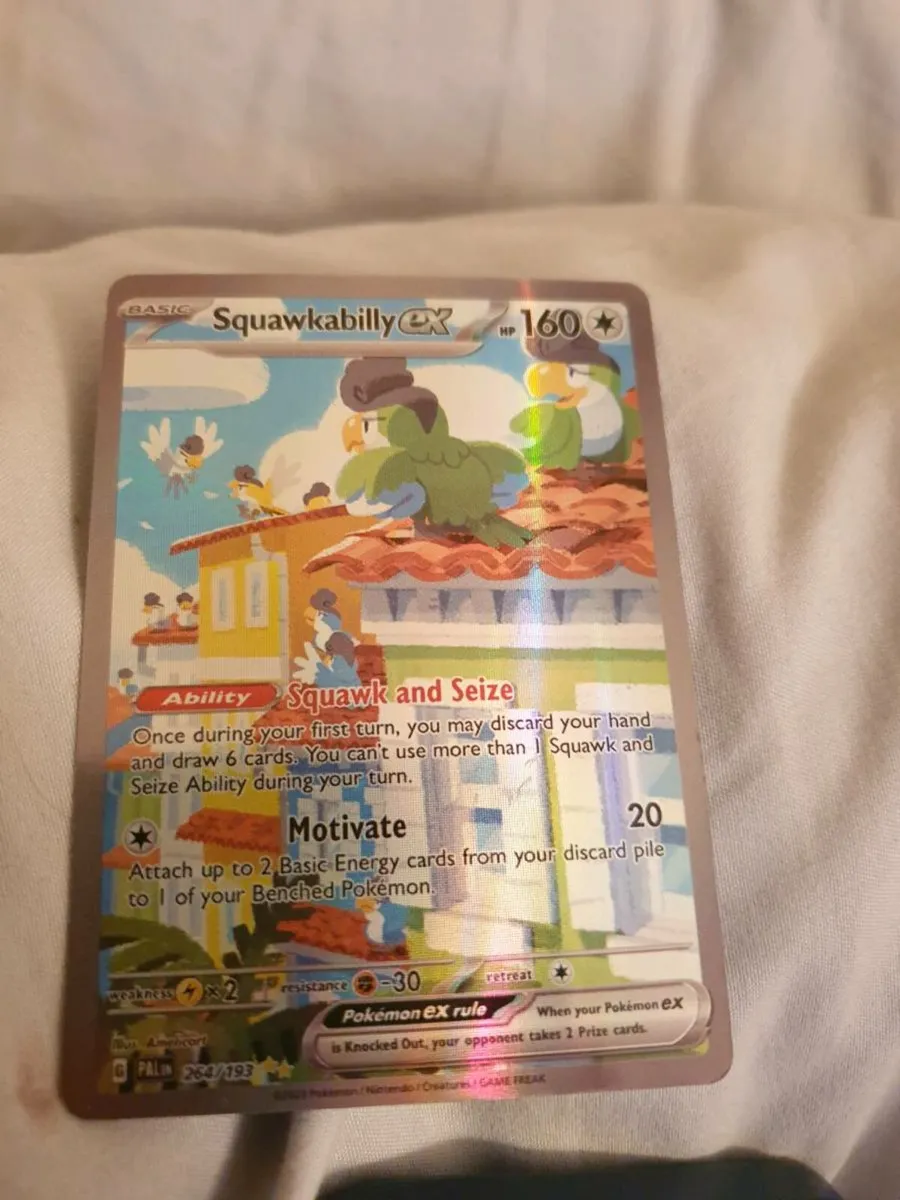 BASIC Squawkabilly ex HP 160
Ability Squawk and Seize
Once during your first turn, you may discard your hand
and draw 6 cards. You can't use more than 1 Squawk and
Seize Ability during your turn.
Motivate 20
Attach up to 2 Basic Energy cards from your discard pile
to 1 of your Benched Pokémon.
weakness ×2 resistance -30 retreat
Pokémon ex rule When your Pokémon ex
is Knocked Out, your opponent takes 2 Prize cards.
Illus. Amencort
G PAL EN 264/193
©2023 Pokémon / Nintendo / Creatures / GAME FREAK